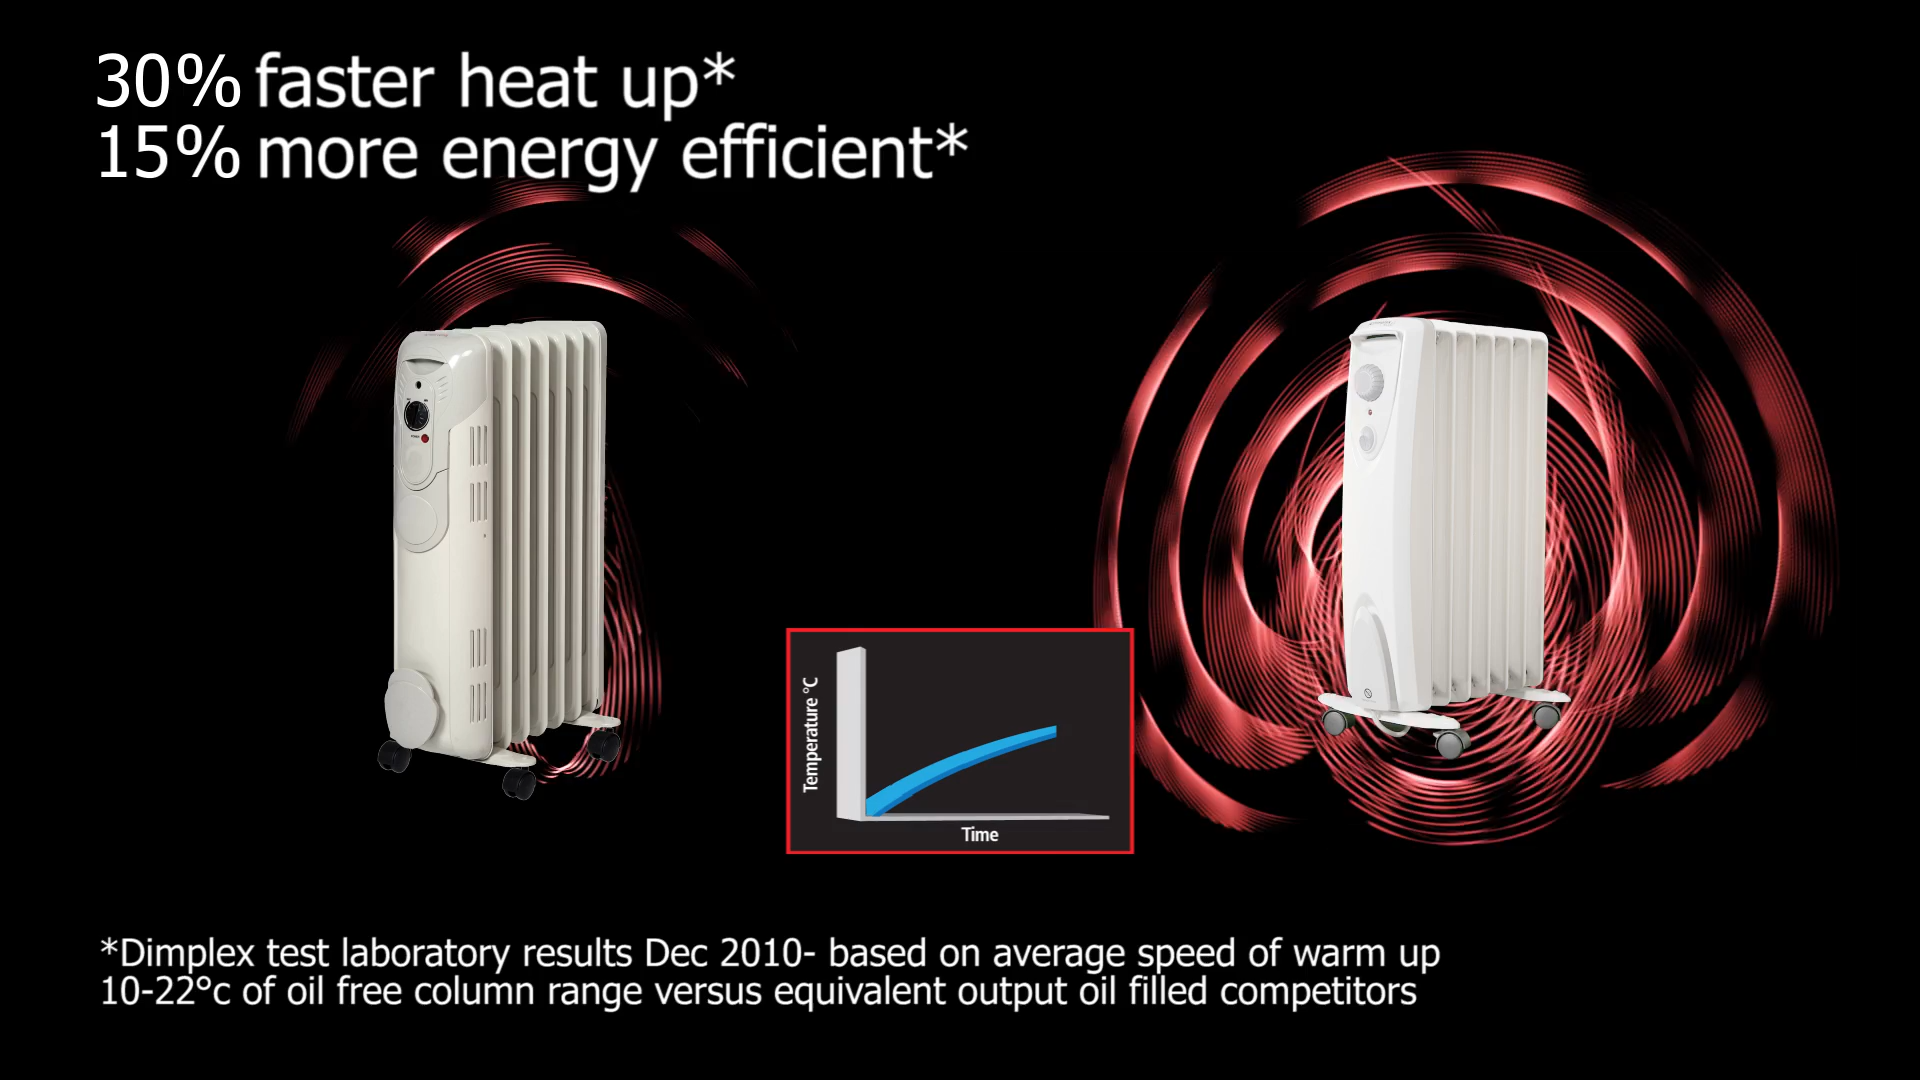 30% faster heat up*
15% more energy efficient*
Temperature °C
Time
*Dimplex test laboratory results Dec 2010- based on average speed of warm up
10-22°c of oil free column range versus equivalent output oil filled competitors